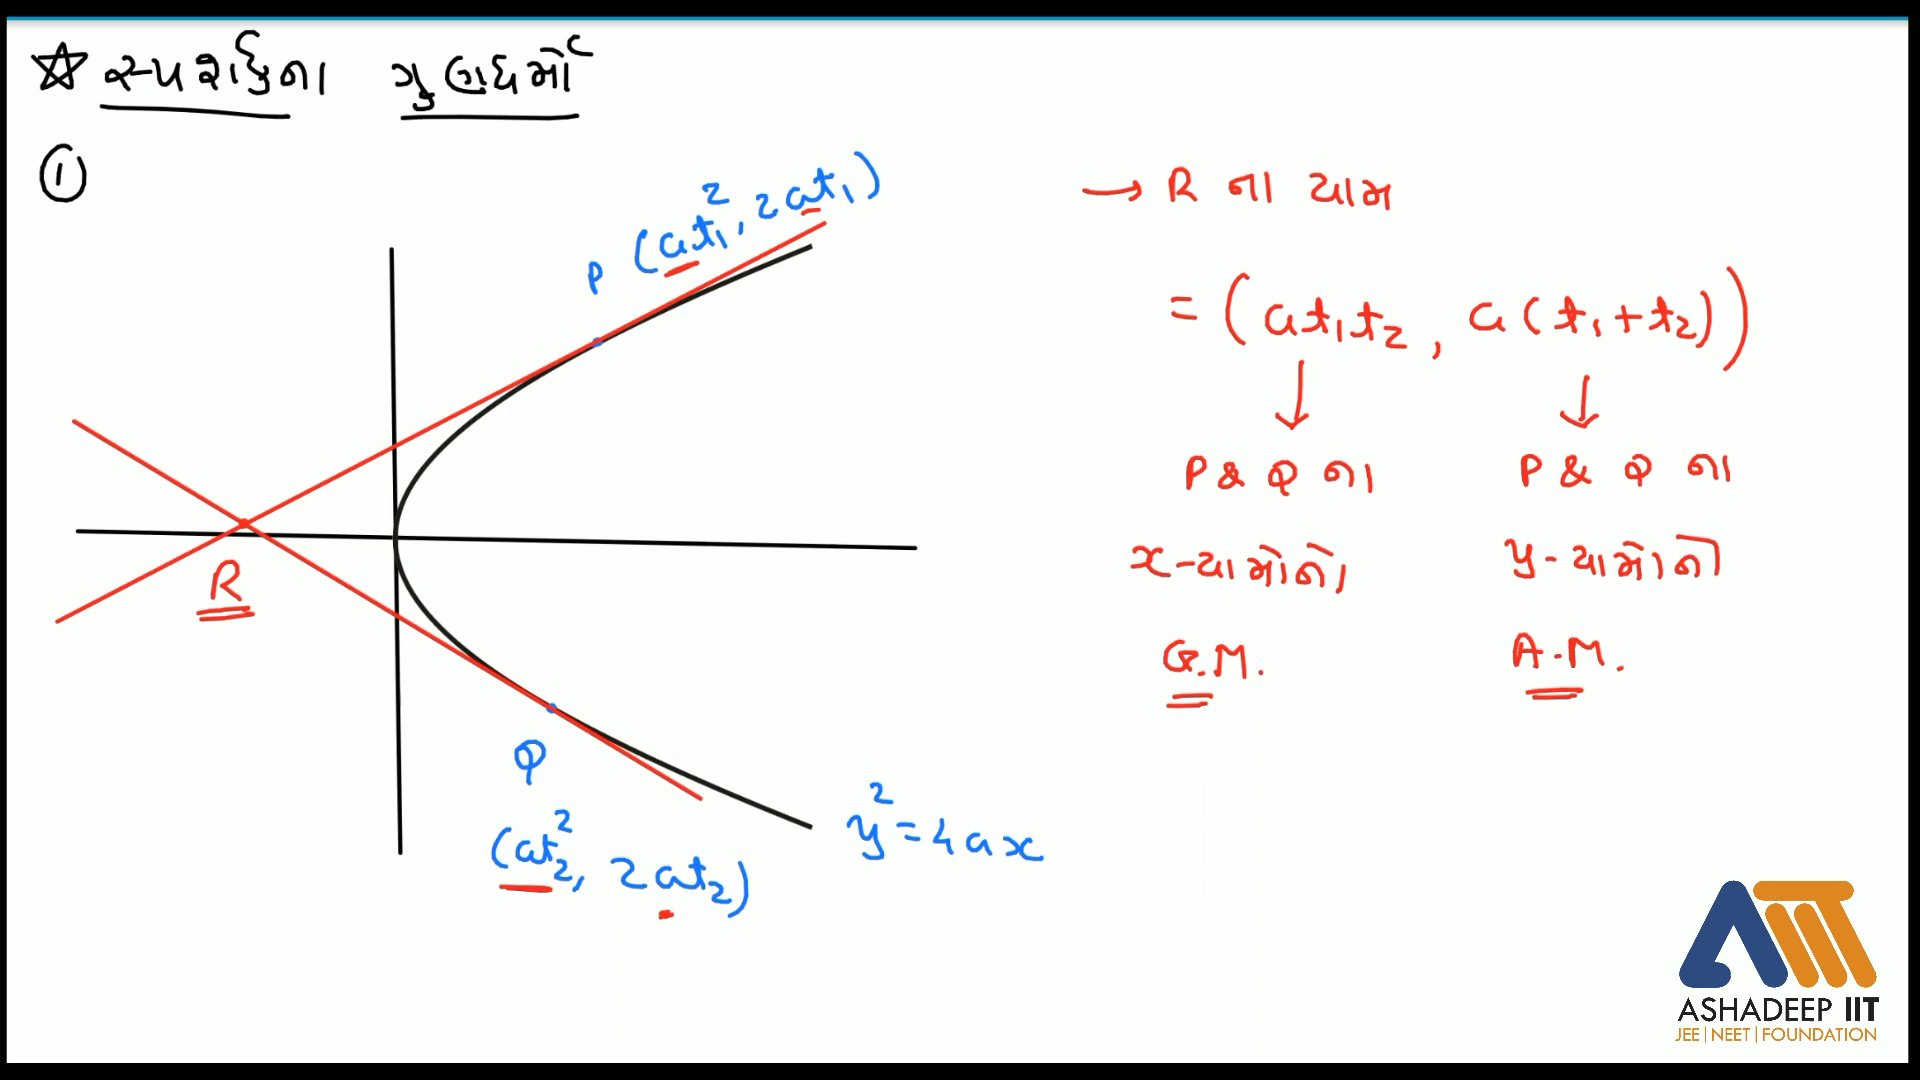 ☆ સ્પર્શકના ગુણધર્મો
①
P (at₁², 2at₁)
R
Q
(at₂², 2at₂)
y² = 4ax
→ R ના યામ
= (at₁t₂, a(t₁+t₂))
↓ ↓
P & Q ના P & Q ના
x-યામોનો y-યામોનો
G.M. A.M.
ASHADEEP IIT
JEE | NEET | FOUNDATION